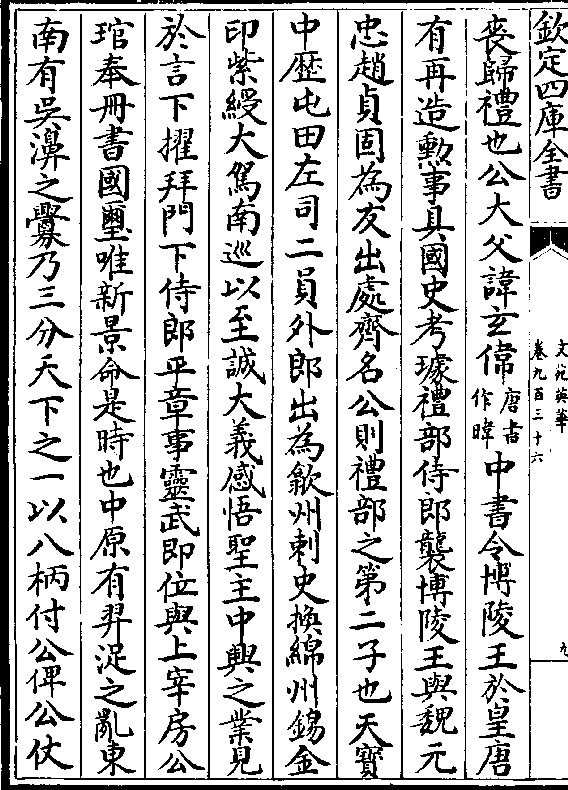 欽定四庫全書
文苑英華
卷九百三十六
九
喪歸禮也公大父諱玄偉唐書作暐中書令博陵王於皇唐
有再造勲事具國史考璩禮部侍郎襲博陵王與魏元
忠趙貞固為友出處齊名公則禮部之第二子也天寶
中歴屯田左司二員外郎出為歙州刺史換綿州錫金
印紫綬大駕南巡以至誠大義感悟聖主中興之業見
於言下擢拜門下侍郎平章事靈武即位與上宰房公
琯奉冊書國璽唯新景命是時也中原有羿浞之亂東
南有吳濞之釁乃三分天下之一以八柄付公俾公仗